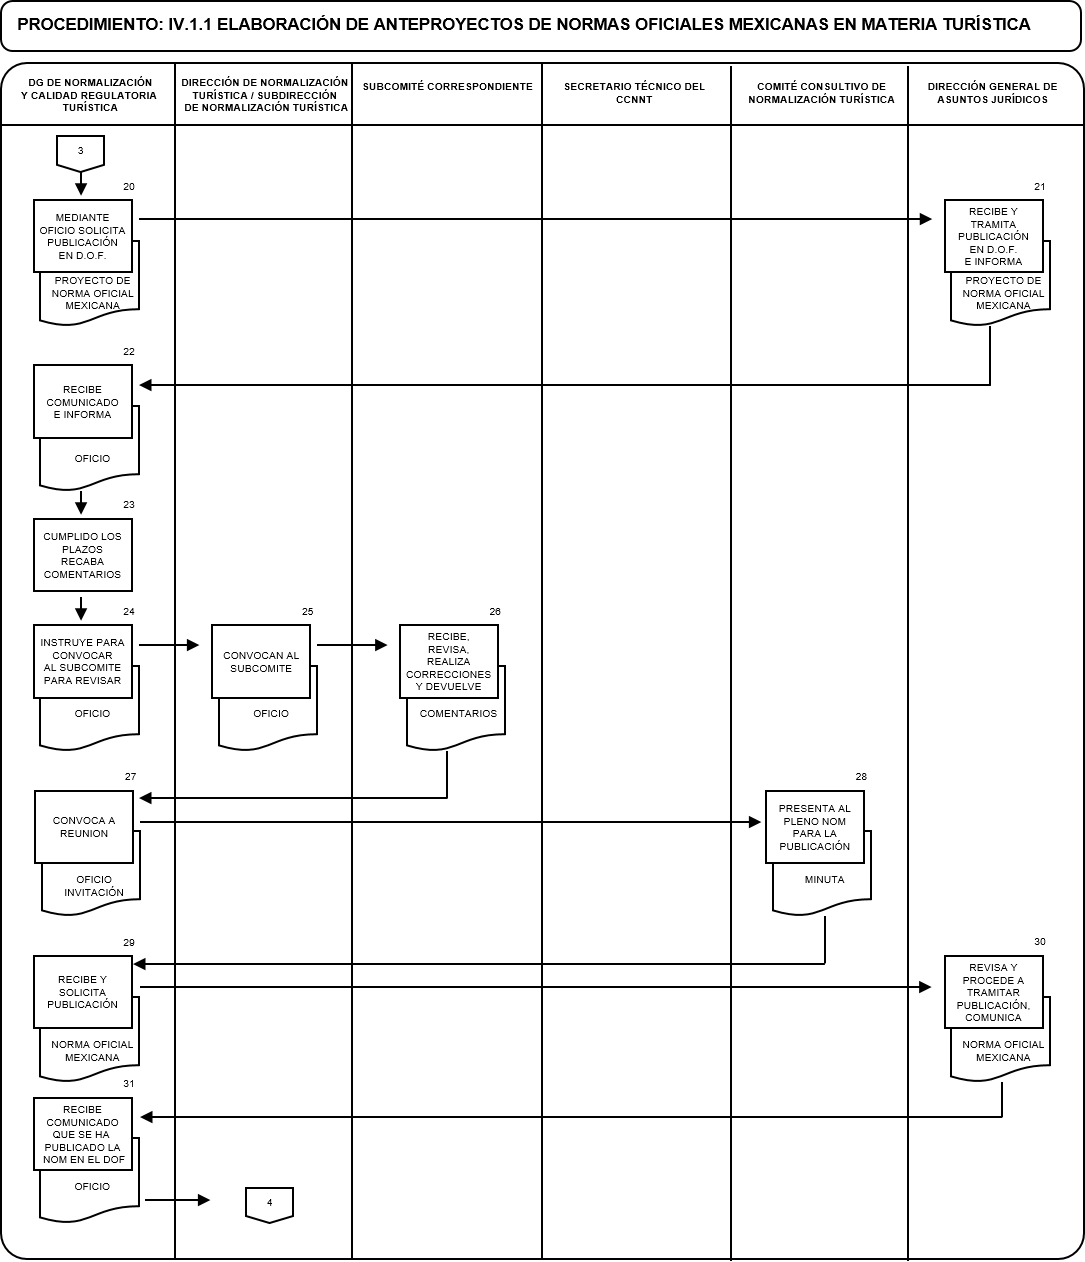 PROCEDIMIENTO: IV.1.1 ELABORACIÓN DE ANTEPROYECTOS DE NORMAS OFICIALES MEXICANAS EN MATERIA TURÍSTICA
DG DE NORMALIZACIÓN
Y CALIDAD REGULATORIA
TURÍSTICA
DIRECCIÓN DE NORMALIZACIÓN
TURÍSTICA / SUBDIRECCIÓN
DE NORMALIZACIÓN TURÍSTICA
SUBCOMITÉ CORRESPONDIENTE
SECRETARIO TÉCNICO DEL
CCNNT
COMITÉ CONSULTIVO DE
NORMALIZACIÓN TURÍSTICA
DIRECCIÓN GENERAL DE
ASUNTOS JURÍDICOS
3
20
MEDIANTE
OFICIO SOLICITA
PUBLICACIÓN
EN D.O.F.
PROYECTO DE
NORMA OFICIAL
MEXICANA
21
RECIBE Y
TRAMITA
PUBLICACIÓN
EN D.O.F.
E INFORMA
PROYECTO DE
NORMA OFICIAL
MEXICANA
22
RECIBE
COMUNICADO
E INFORMA
OFICIO
23
CUMPLIDO LOS
PLAZOS
RECABA
COMENTARIOS
24
INSTRUYE PARA
CONVOCAR
AL SUBCOMITE
PARA REVISAR
OFICIO
25
CONVOCAN AL
SUBCOMITE
OFICIO
26
RECIBE,
REVISA,
REALIZA
CORRECCIONES
Y DEVUELVE
COMENTARIOS
27
CONVOCA A
REUNION
OFICIO
INVITACIÓN
28
PRESENTA AL
PLENO NOM
PARA LA
PUBLICACIÓN
MINUTA
29
RECIBE Y
SOLICITA
PUBLICACIÓN
NORMA OFICIAL
MEXICANA
30
REVISA Y
PROCEDE A
TRAMITAR
PUBLICACIÓN,
COMUNICA
NORMA OFICIAL
MEXICANA
31
RECIBE
COMUNICADO
QUE SE HA
PUBLICADO LA
NOM EN EL DOF
OFICIO
4